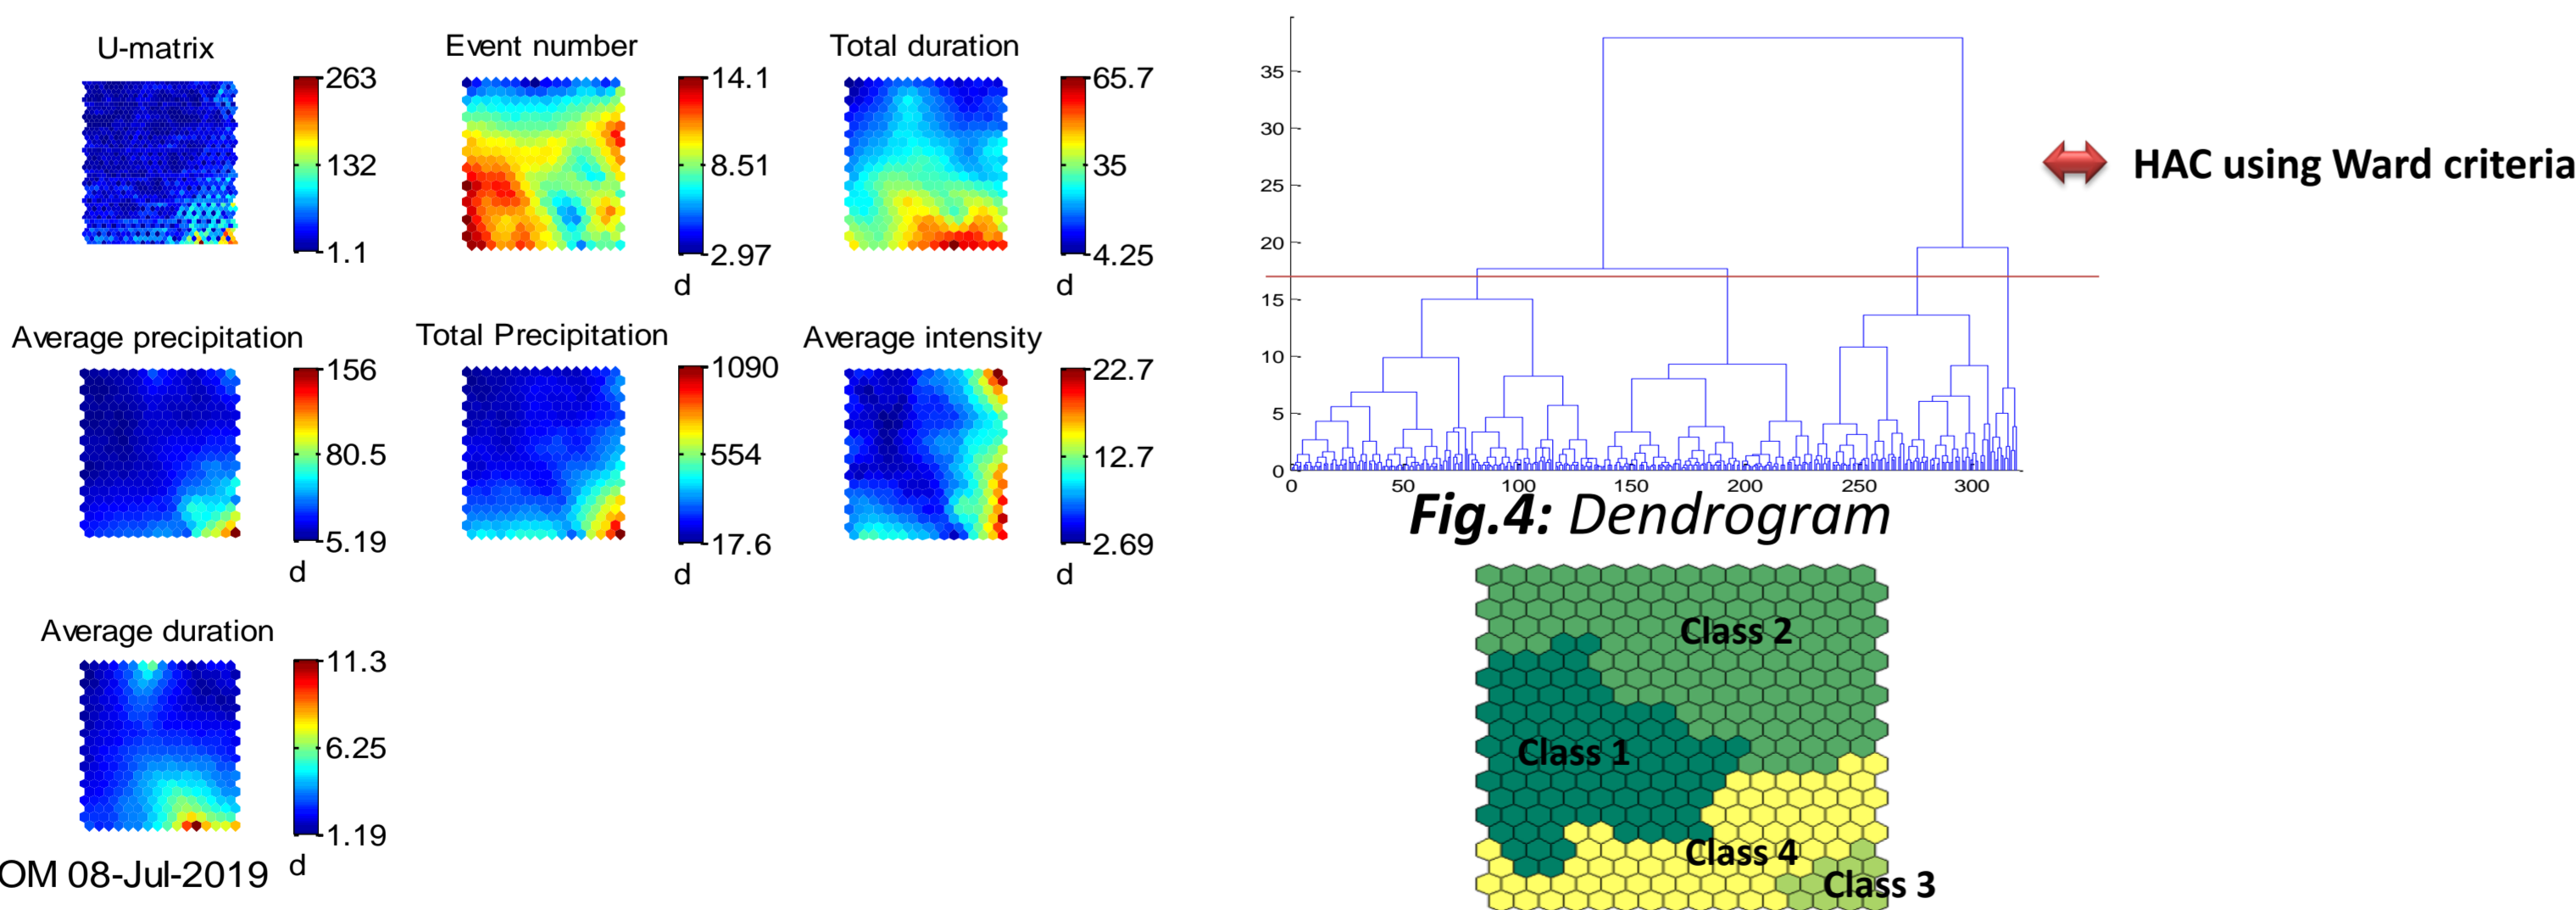 U-matrix
263
132
1.1
Event number
14.1
8.51
2.97
d
Total duration
65.7
35
4.25
d
Average precipitation
156
80.5
5.19
d
Total Precipitation
1090
554
17.6
d
Average intensity
22.7
12.7
2.69
d
Average duration
11.3
6.25
1.19
d
OM 08-Jul-2019
35
30
25
20
15
10
5
0
0 50 100 150 200 250 300
HAC using Ward criteria
Fig.4: Dendrogram
Class 2
Class 1
Class 4
Class 3